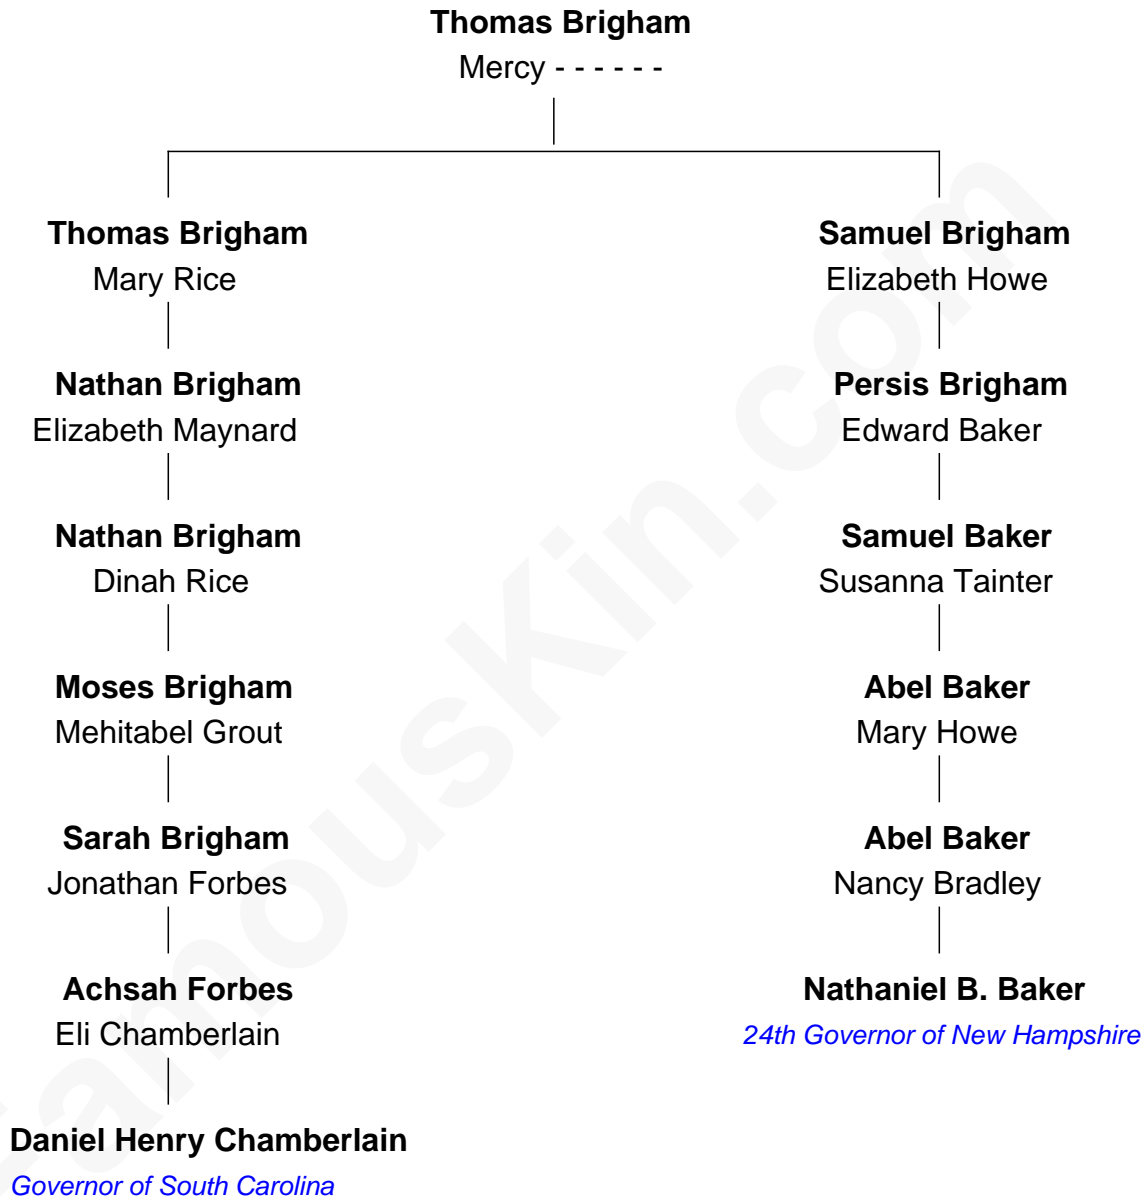 Thomas Brigham
Mercy - - - - - -
Thomas Brigham
Mary Rice
Samuel Brigham
Elizabeth Howe
Nathan Brigham
Elizabeth Maynard
Persis Brigham
Edward Baker
Nathan Brigham
Dinah Rice
Samuel Baker
Susanna Tainter
Moses Brigham
Mehitabel Grout
Abel Baker
Mary Howe
Sarah Brigham
Jonathan Forbes
Abel Baker
Nancy Bradley
Achsah Forbes
Eli Chamberlain
Nathaniel B. Baker
24th Governor of New Hampshire
Daniel Henry Chamberlain
Governor of South Carolina
FamousKin.com